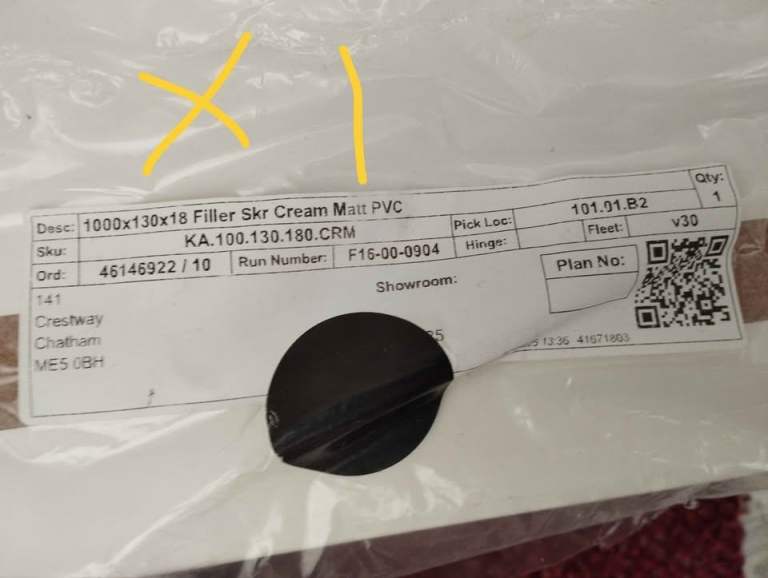 X 1
Desc: 1000x130x18 Filler Skr Cream Matt PVC Qty: 1
Sku: KA.100.130.180.CRM Pick Loc: 101.01.B2
Ord: 46146922 / 10 Run Number: F16-00-0904 Hinge: Fleet: v30
141 Showroom: Plan No:
Crestway
Chatham
ME5 0BH
13:36 41671803